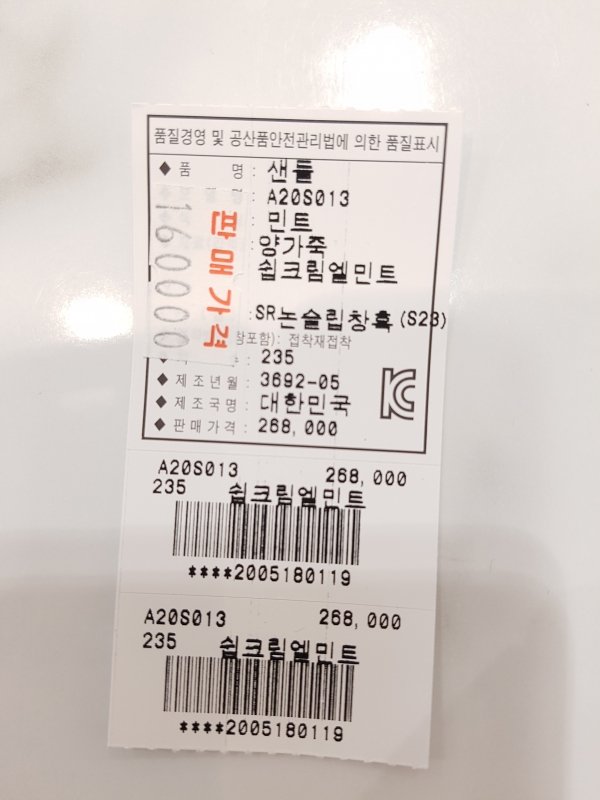 품질경영 및 공산품안전관리법에 의한 품질표시
◆ 품 명 : 샌들
명 : A20S013
: 민트
: 양가죽
쉽크림엘민트
: SR논슬립창흑(S23)
창포함) : 접착재접착
: 235
◆ 제조년월 : 3692-05
◆ 제조국명 : 대한민국
◆ 판매가격 : 268,000
판매가격
160000
A20S013 268,000
235 쉽크림엘민트
****2005180119
A20S013 268,000
235 쉽크림엘민트
****2005180119